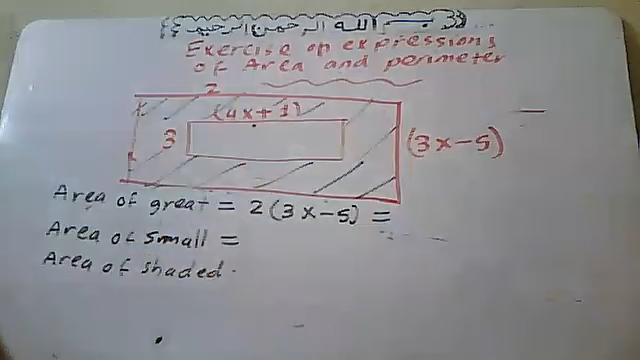 بسم الله الرحمن الرحيم
Exercise on expressions
of Area and perimeter
2
(4x+1)
3
(3x-5)
Area of great = 2(3x-5) =
Area of small =
Area of shaded